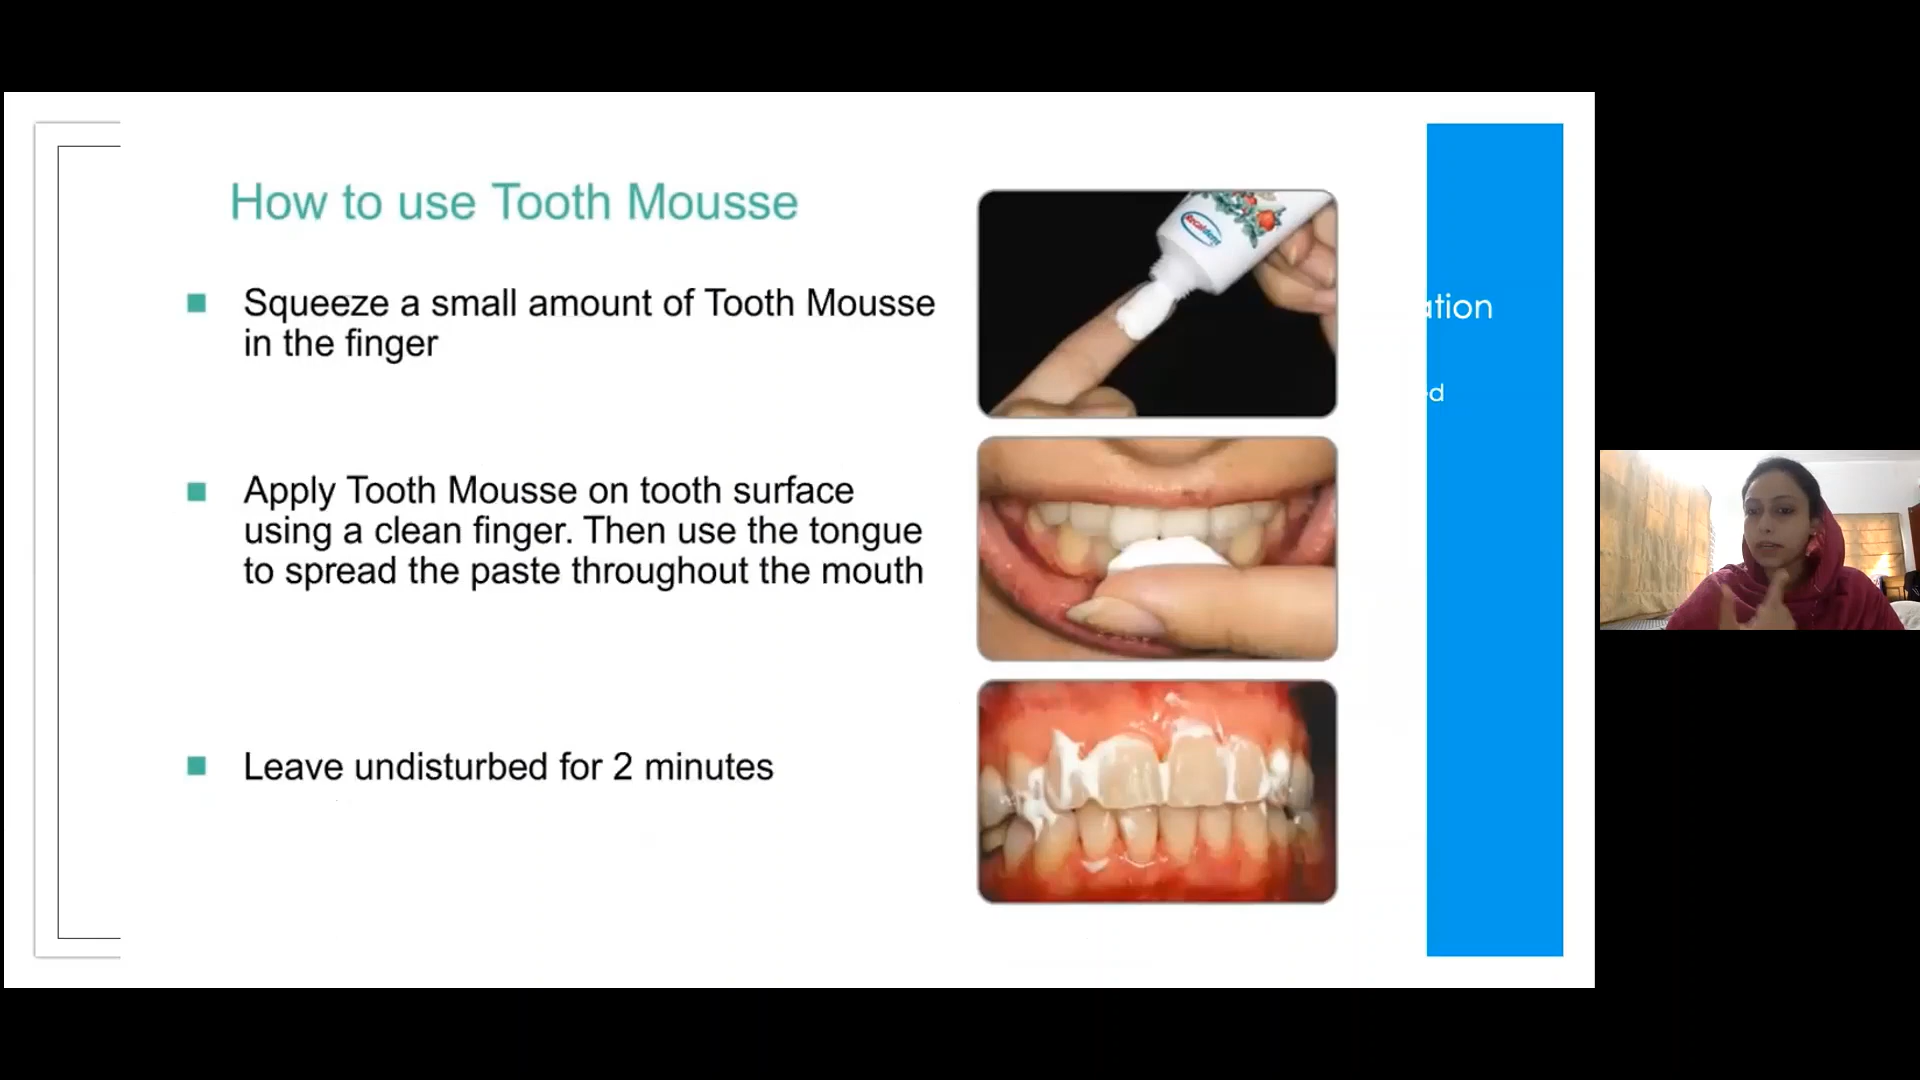 How to use Tooth Mousse
Squeeze a small amount of Tooth Mousse
in the finger
Apply Tooth Mousse on tooth surface
using a clean finger. Then use the tongue
to spread the paste throughout the mouth
Leave undisturbed for 2 minutes
Recaldent
ation
ed